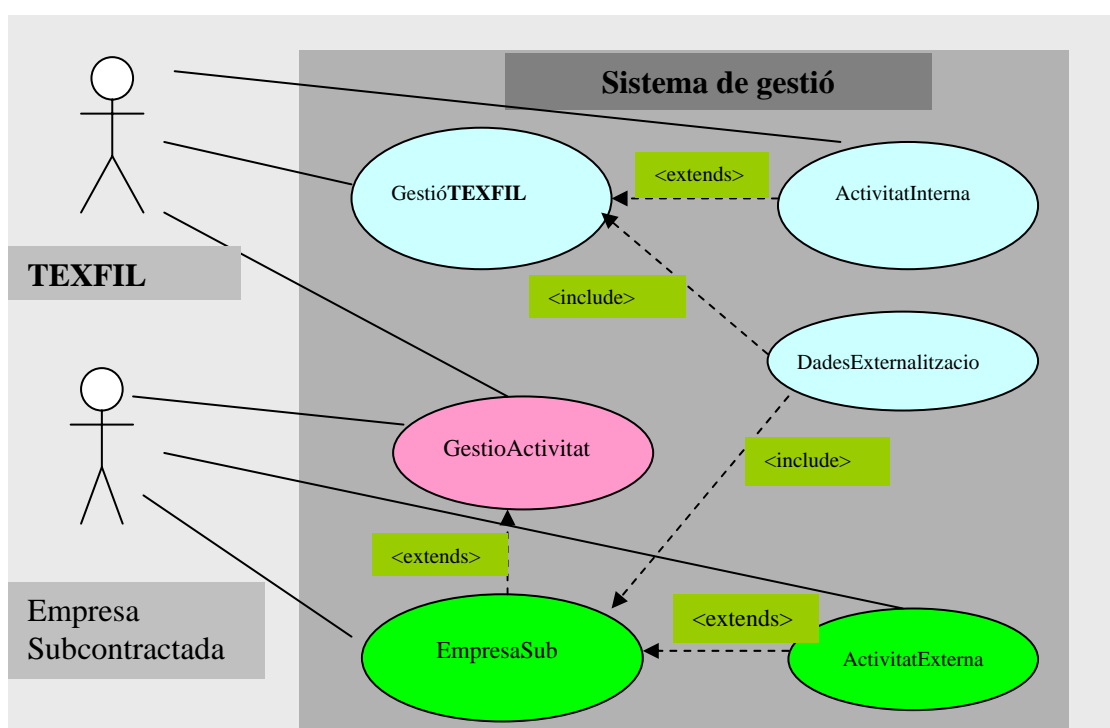 Sistema de gestió
<extends>
GestióTEXFIL
ActivitatInterna
TEXFIL
<include>
DadesExternalitzacio
GestioActivitat
<include>
<extends>
Empresa
Subcontractada
<extends>
EmpresaSub
ActivitatExterna